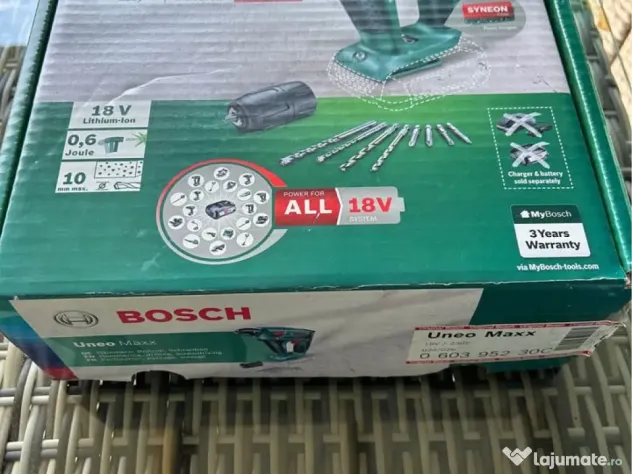 SYNEON
18 V
Lithium-Ion
0,6
Joule
10
mm max.
Charger & battery
sold separately
POWER FOR
ALL 18V
SYSTEM
MyBosch
3 Years
Warranty
via MyBosch-tools.com
BOSCH
Uneo Maxx
Uneo Maxx
0 603 952 30
lajumate.ro